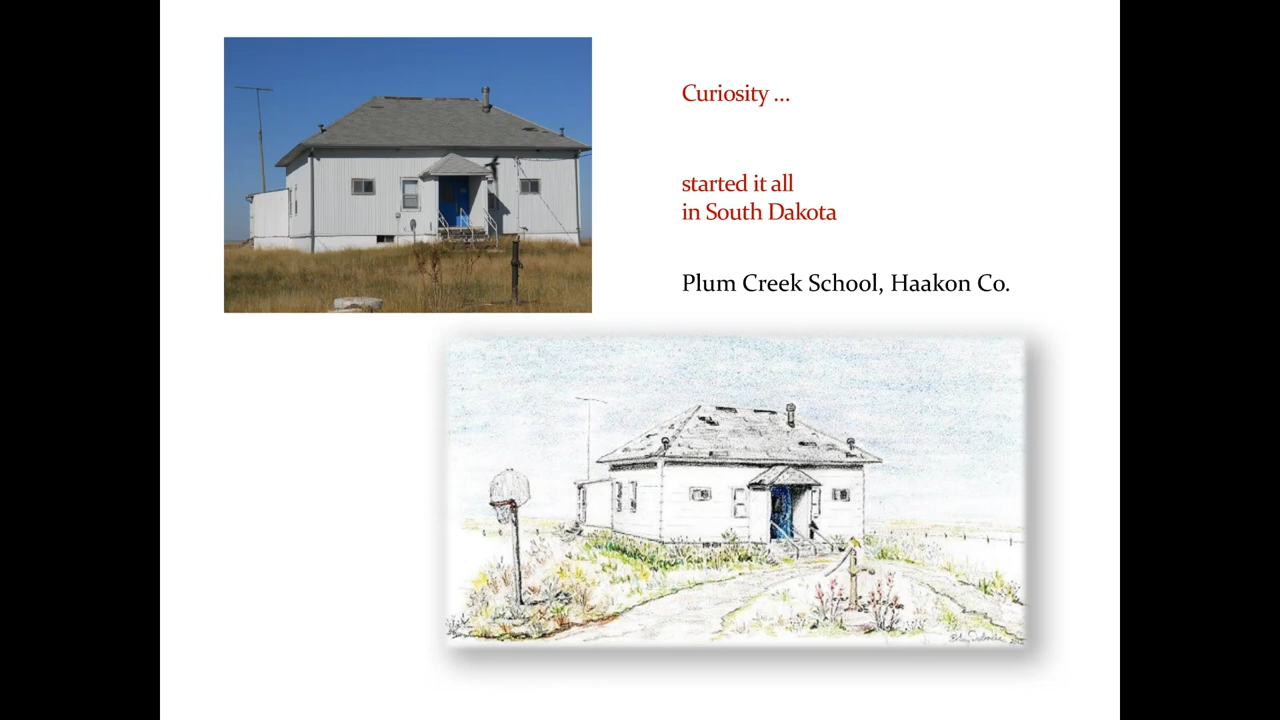 Curiosity ...
started it all
in South Dakota
Plum Creek School, Haakon Co.